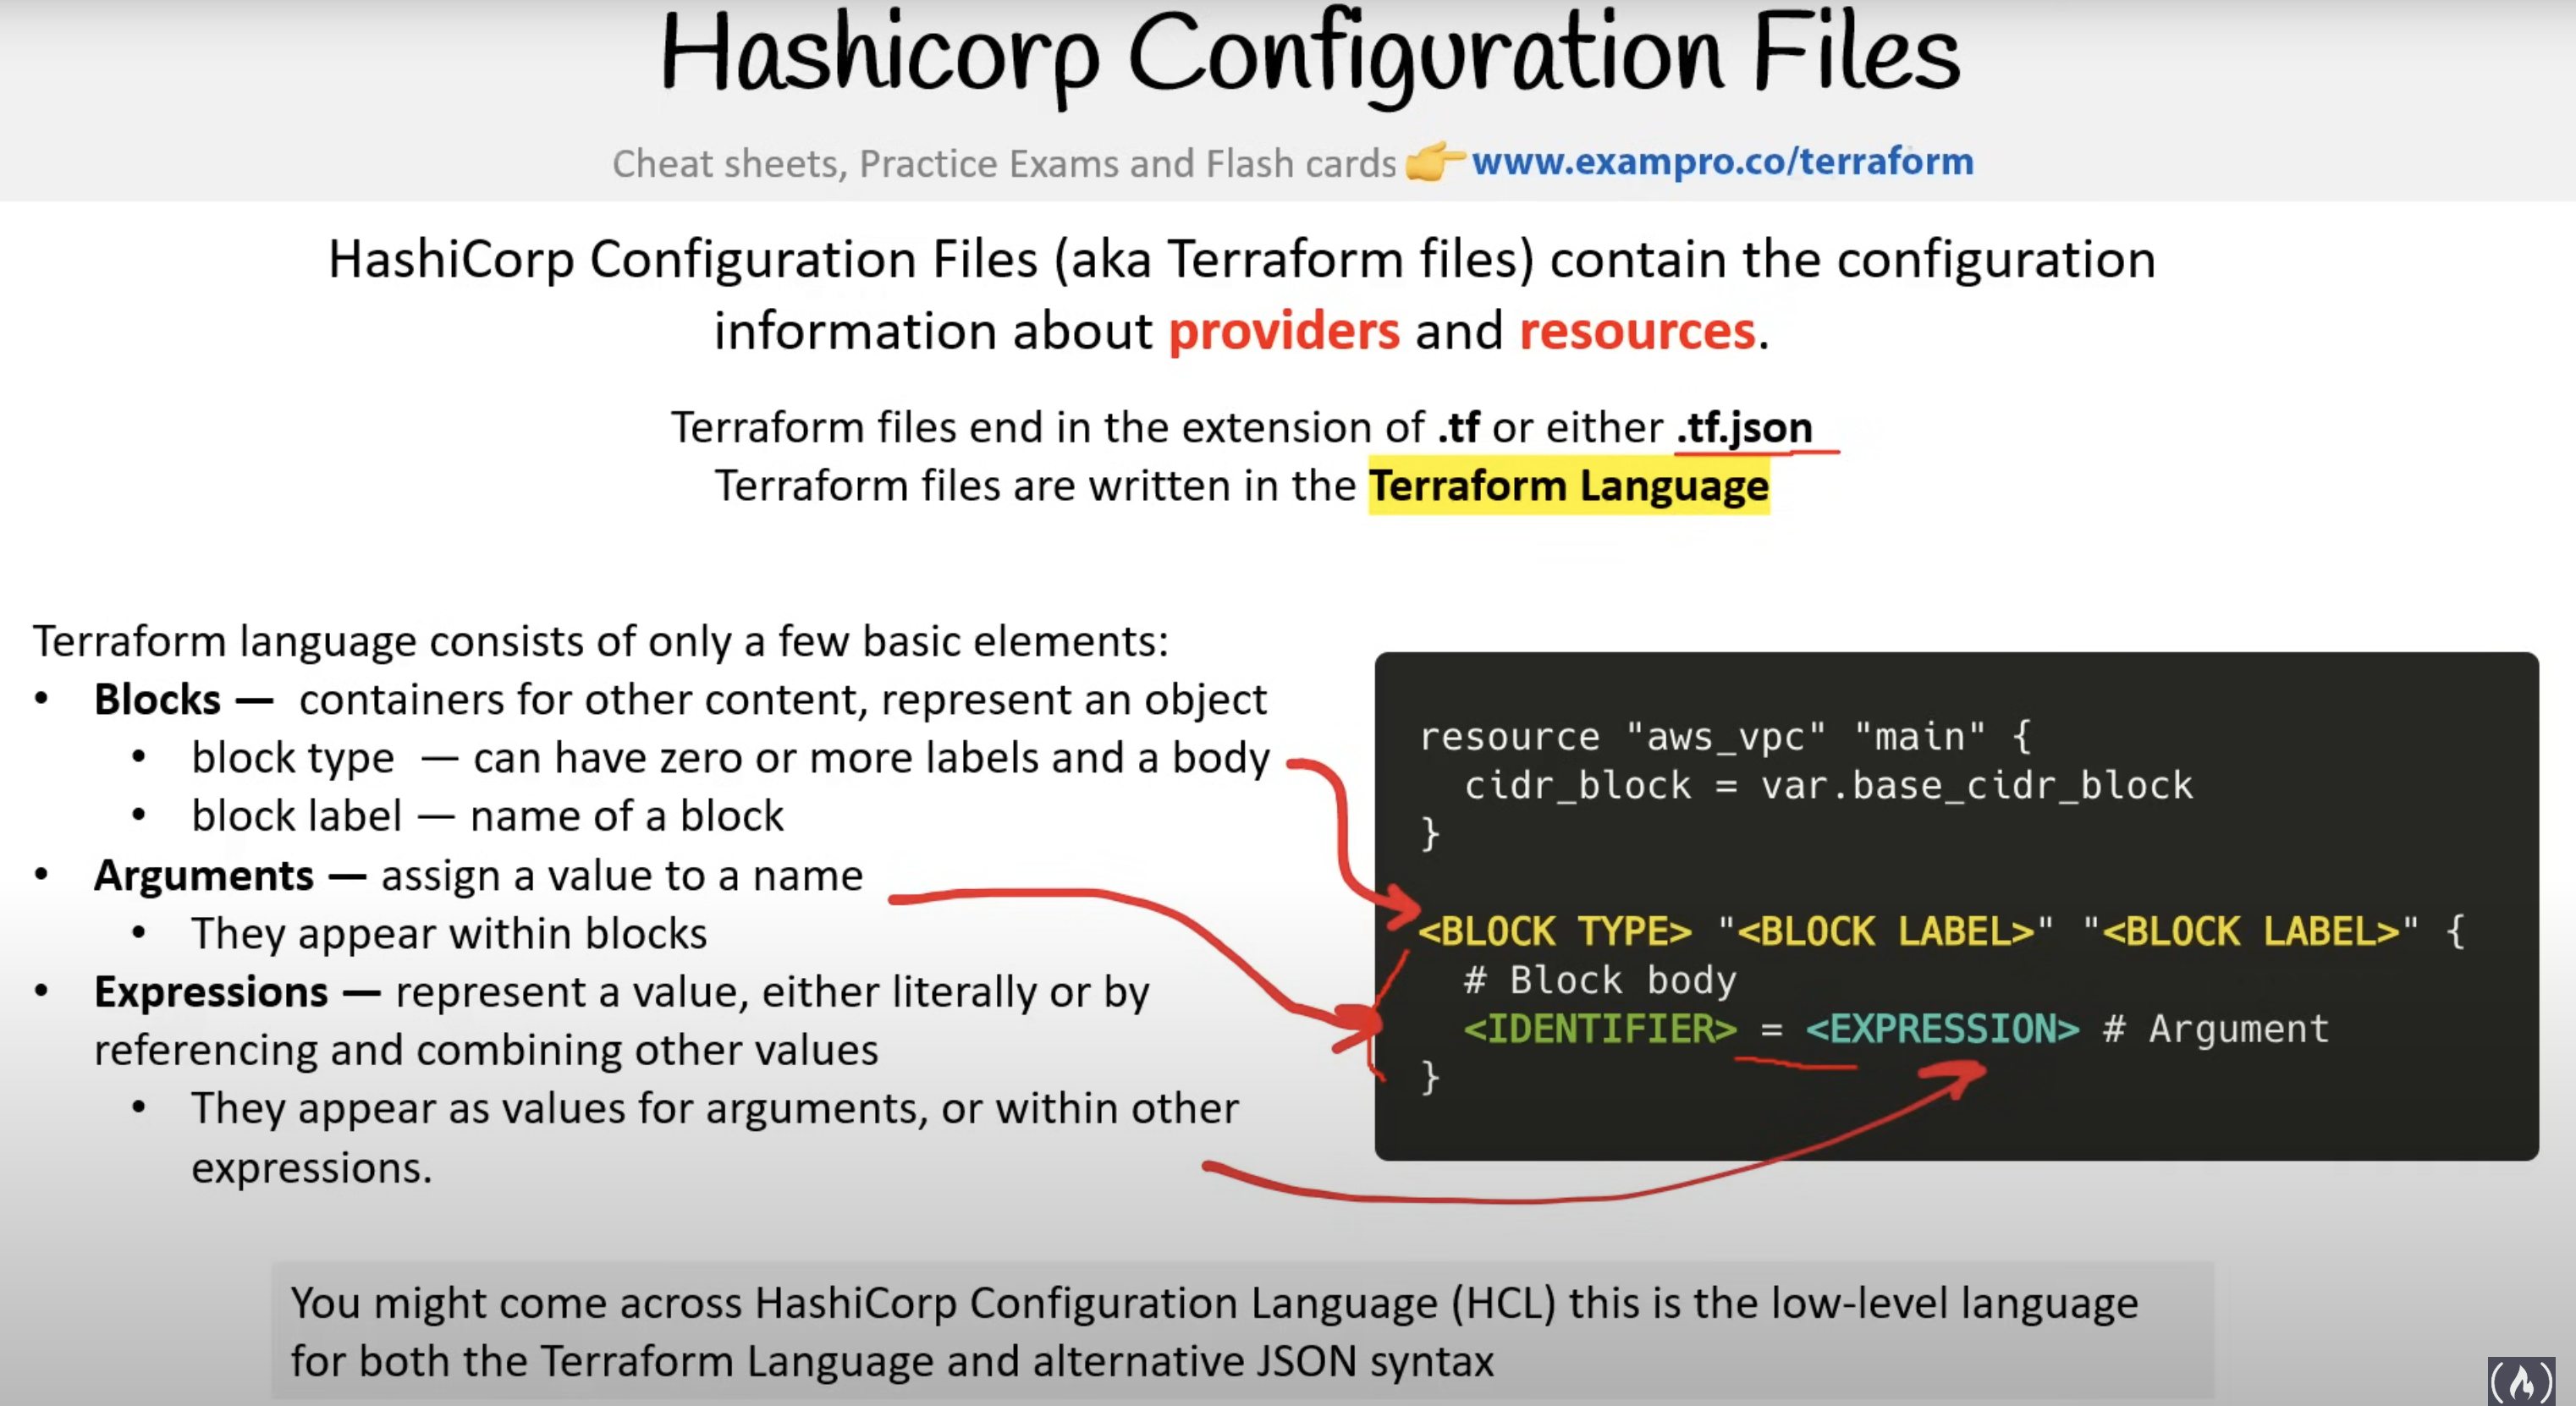 Hashicorp Configuration Files
Cheat sheets, Practice Exams and Flash cards 👉 www.exampro.co/terraform
HashiCorp Configuration Files (aka Terraform files) contain the configuration
information about providers and resources.
Terraform files end in the extension of .tf or either .tf.json
Terraform files are written in the Terraform Language
Terraform language consists of only a few basic elements:
• Blocks — containers for other content, represent an object
• block type — can have zero or more labels and a body
• block label — name of a block
• Arguments — assign a value to a name
• They appear within blocks
• Expressions — represent a value, either literally or by
referencing and combining other values
• They appear as values for arguments, or within other
expressions.
resource "aws_vpc" "main" {
  cidr_block = var.base_cidr_block
}
<BLOCK TYPE> "<BLOCK LABEL>" "<BLOCK LABEL>" {
  # Block body
  <IDENTIFIER> = <EXPRESSION> # Argument
}
You might come across HashiCorp Configuration Language (HCL) this is the low-level language
for both the Terraform Language and alternative JSON syntax